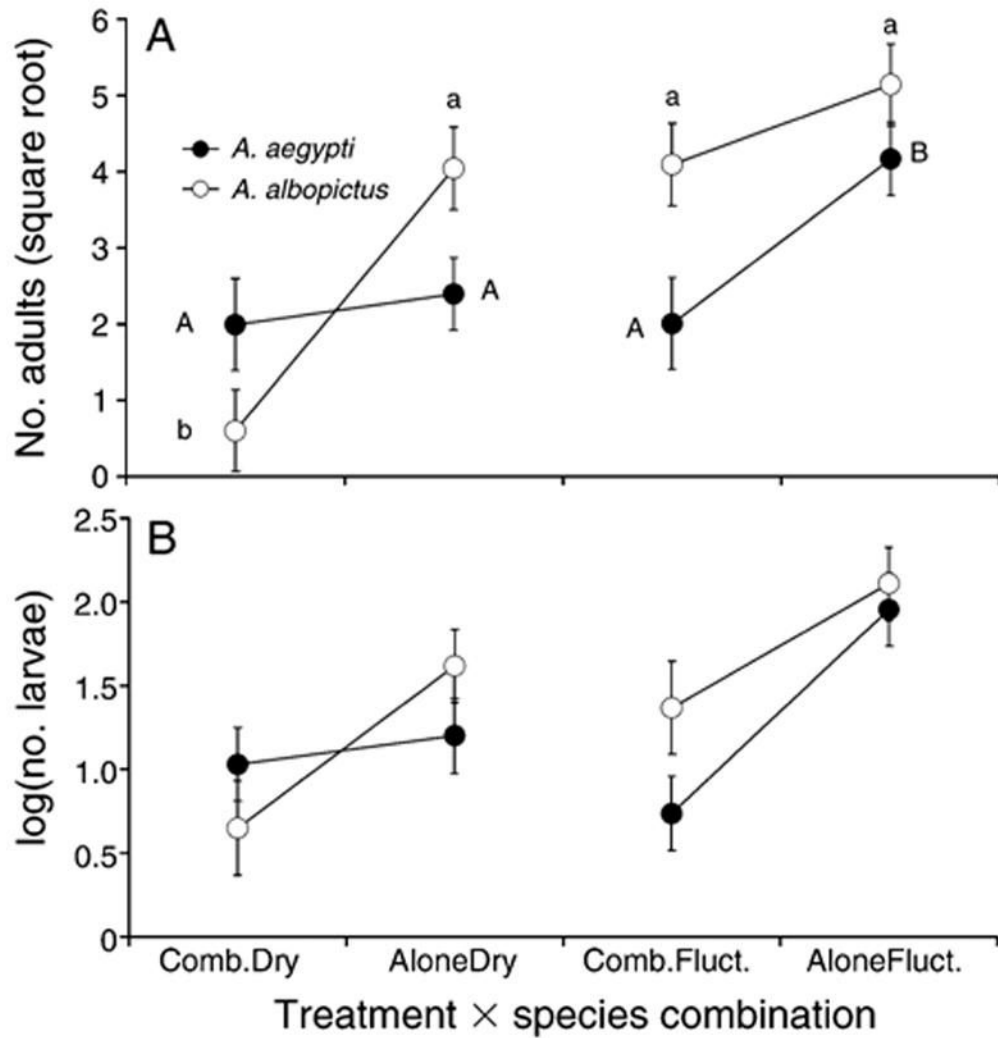 A
No. adults (square root)
6
5
4
3
2
1
0
A. aegypti
A. albopictus
A
b
a
A
a
A
a
B
B
log(no. larvae)
2.5
2.0
1.5
1.0
0.5
0
Comb.Dry AloneDry Comb.Fluct. AloneFluct.
Treatment × species combination